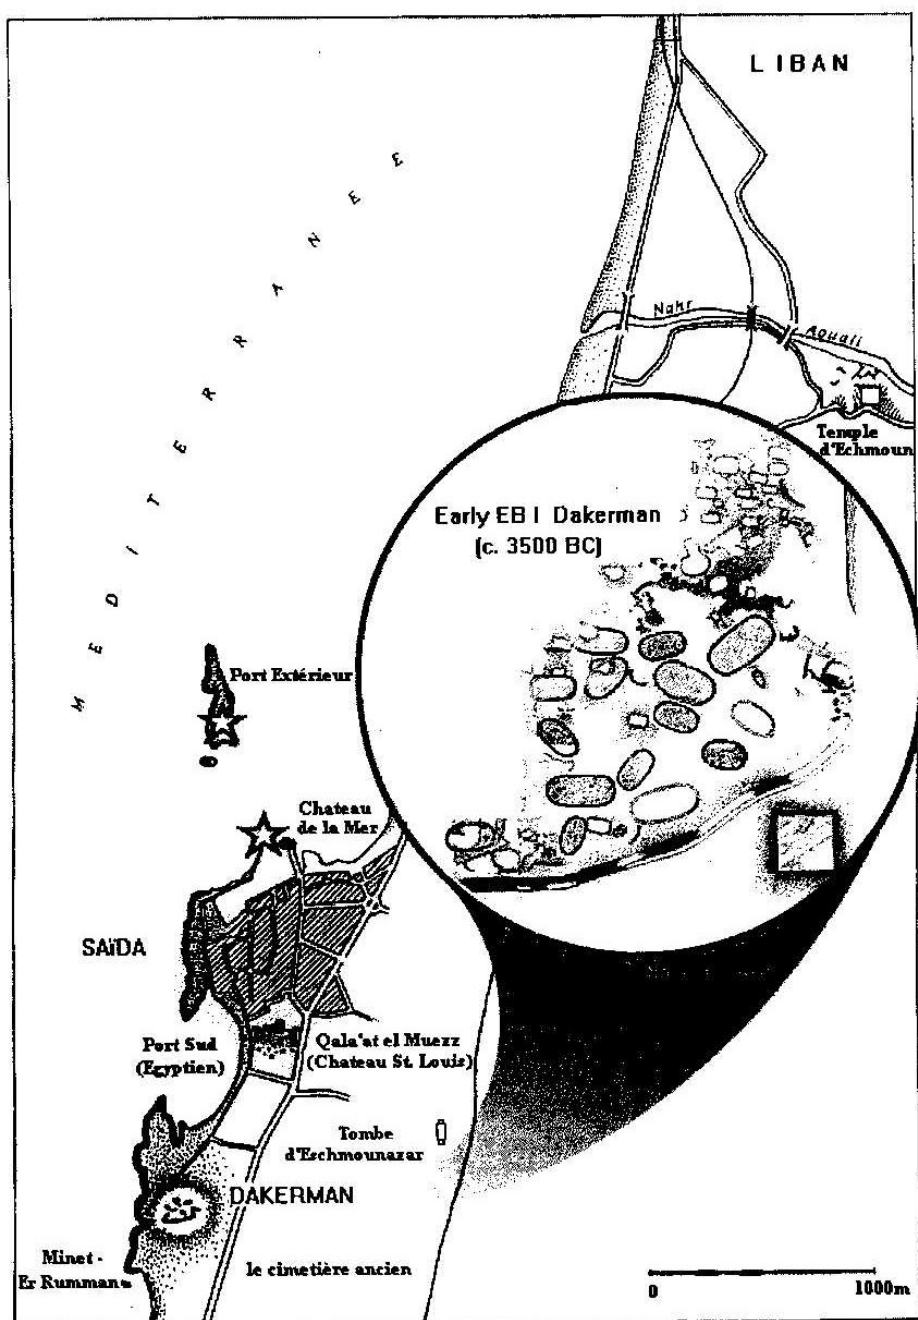 LIBAN
MEDITERRANEE
Nahr
Aouali
Temple
d'Echmoun
Early EB I Dakerman
(c. 3500 BC)
Port Extérieur
Chateau
de la Mer
SAÏDA
Port Sud
(Egyptien)
Qala'at el Muezz
(Chateau St. Louis)
Tombe
d'Eschmounazar
DAKERMAN
Minet -
Er Rumman
le cimetière ancien
0
1000m